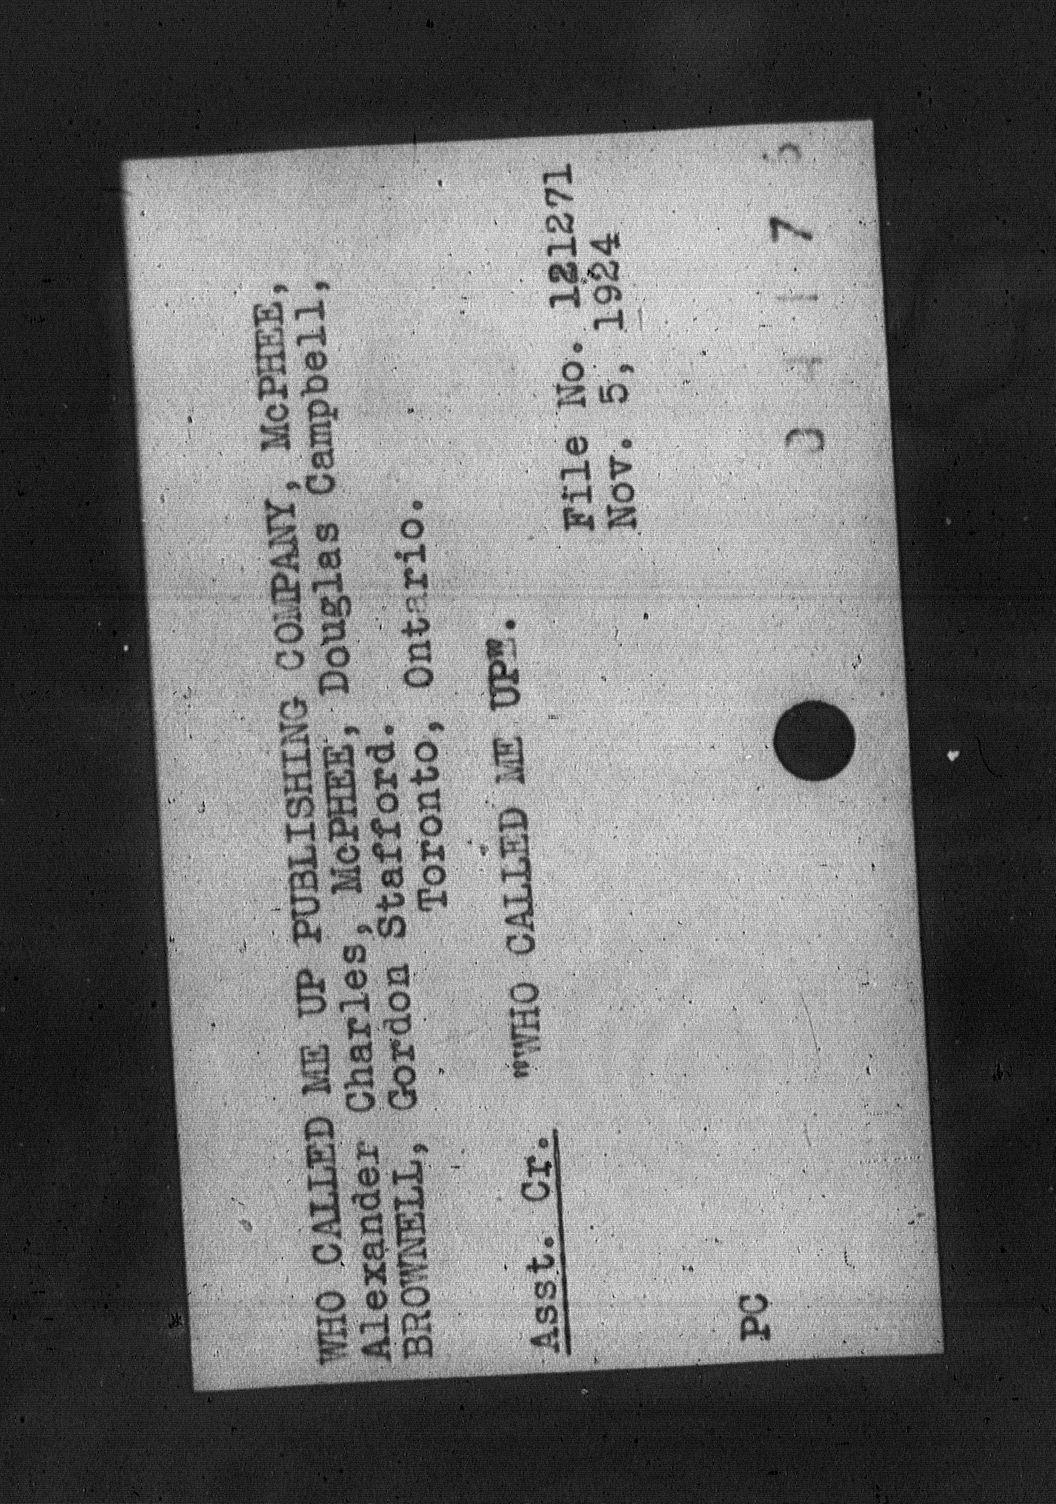 WHO CALLED ME UP PUBLISHING COMPANY, McPHEE,
Alexander Charles, McPHEE, Douglas Campbell,
BROWNELL, Gordon Stafford.
Toronto, Ontario.
Asst. Cr. "WHO CALLED ME UP".
File No. 121271
Nov. 5, 1924
PC